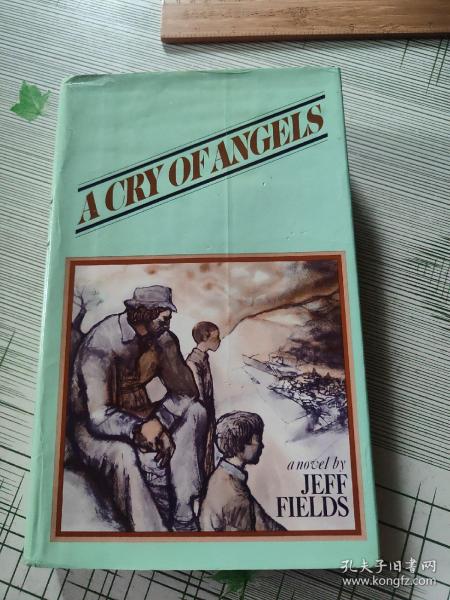 A CRY OF ANGELS
a novel by
JEFF
FIELDS
孔夫子旧书网
www.kongfz.com